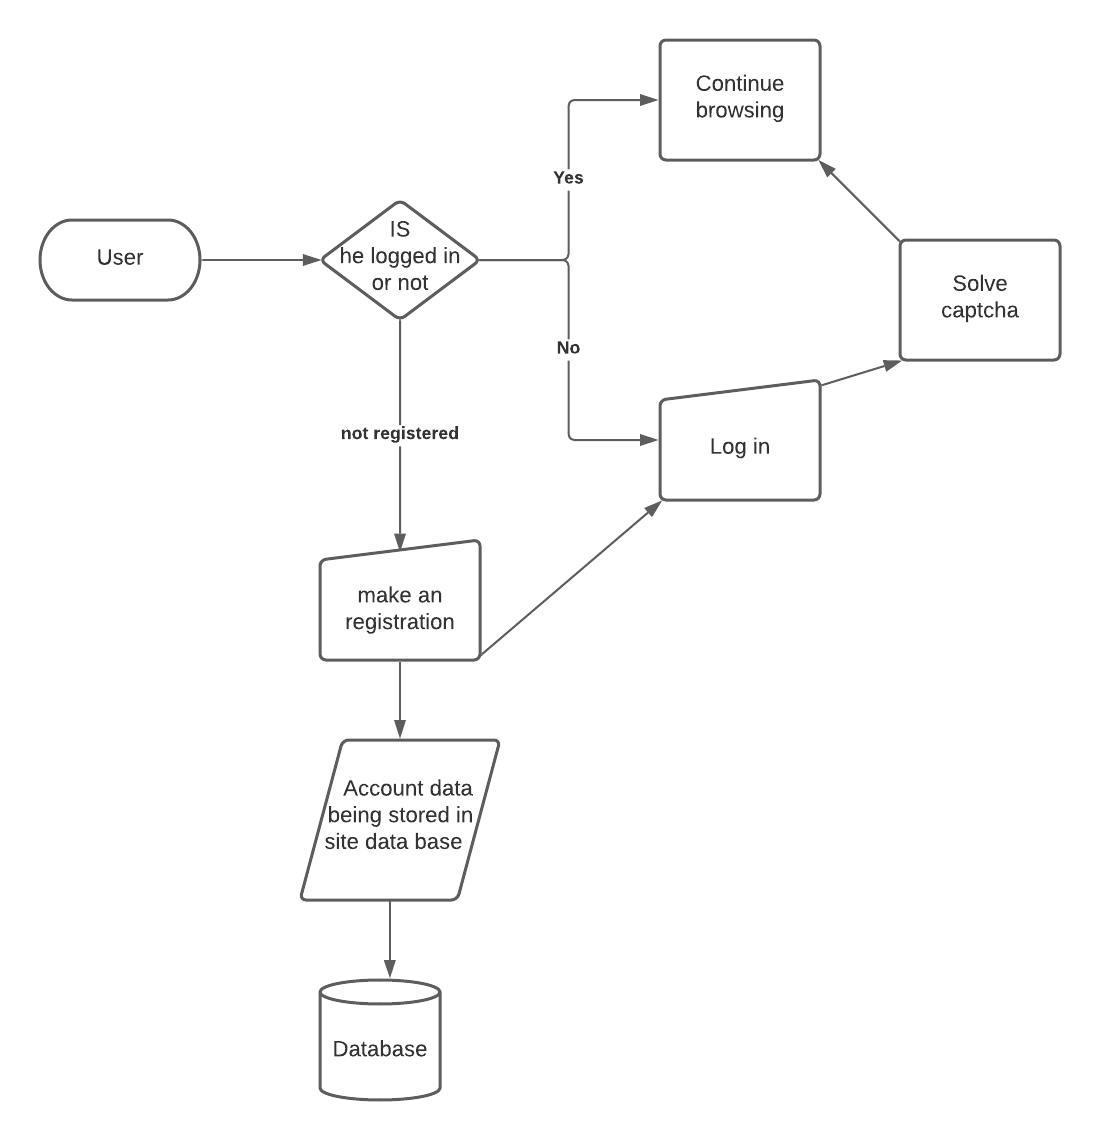 Continue
browsing
Yes
IS
he logged in
or not
User
Solve
captcha
No
not registered
Log in
make an
registration
Account data
being stored in
site data base
Database